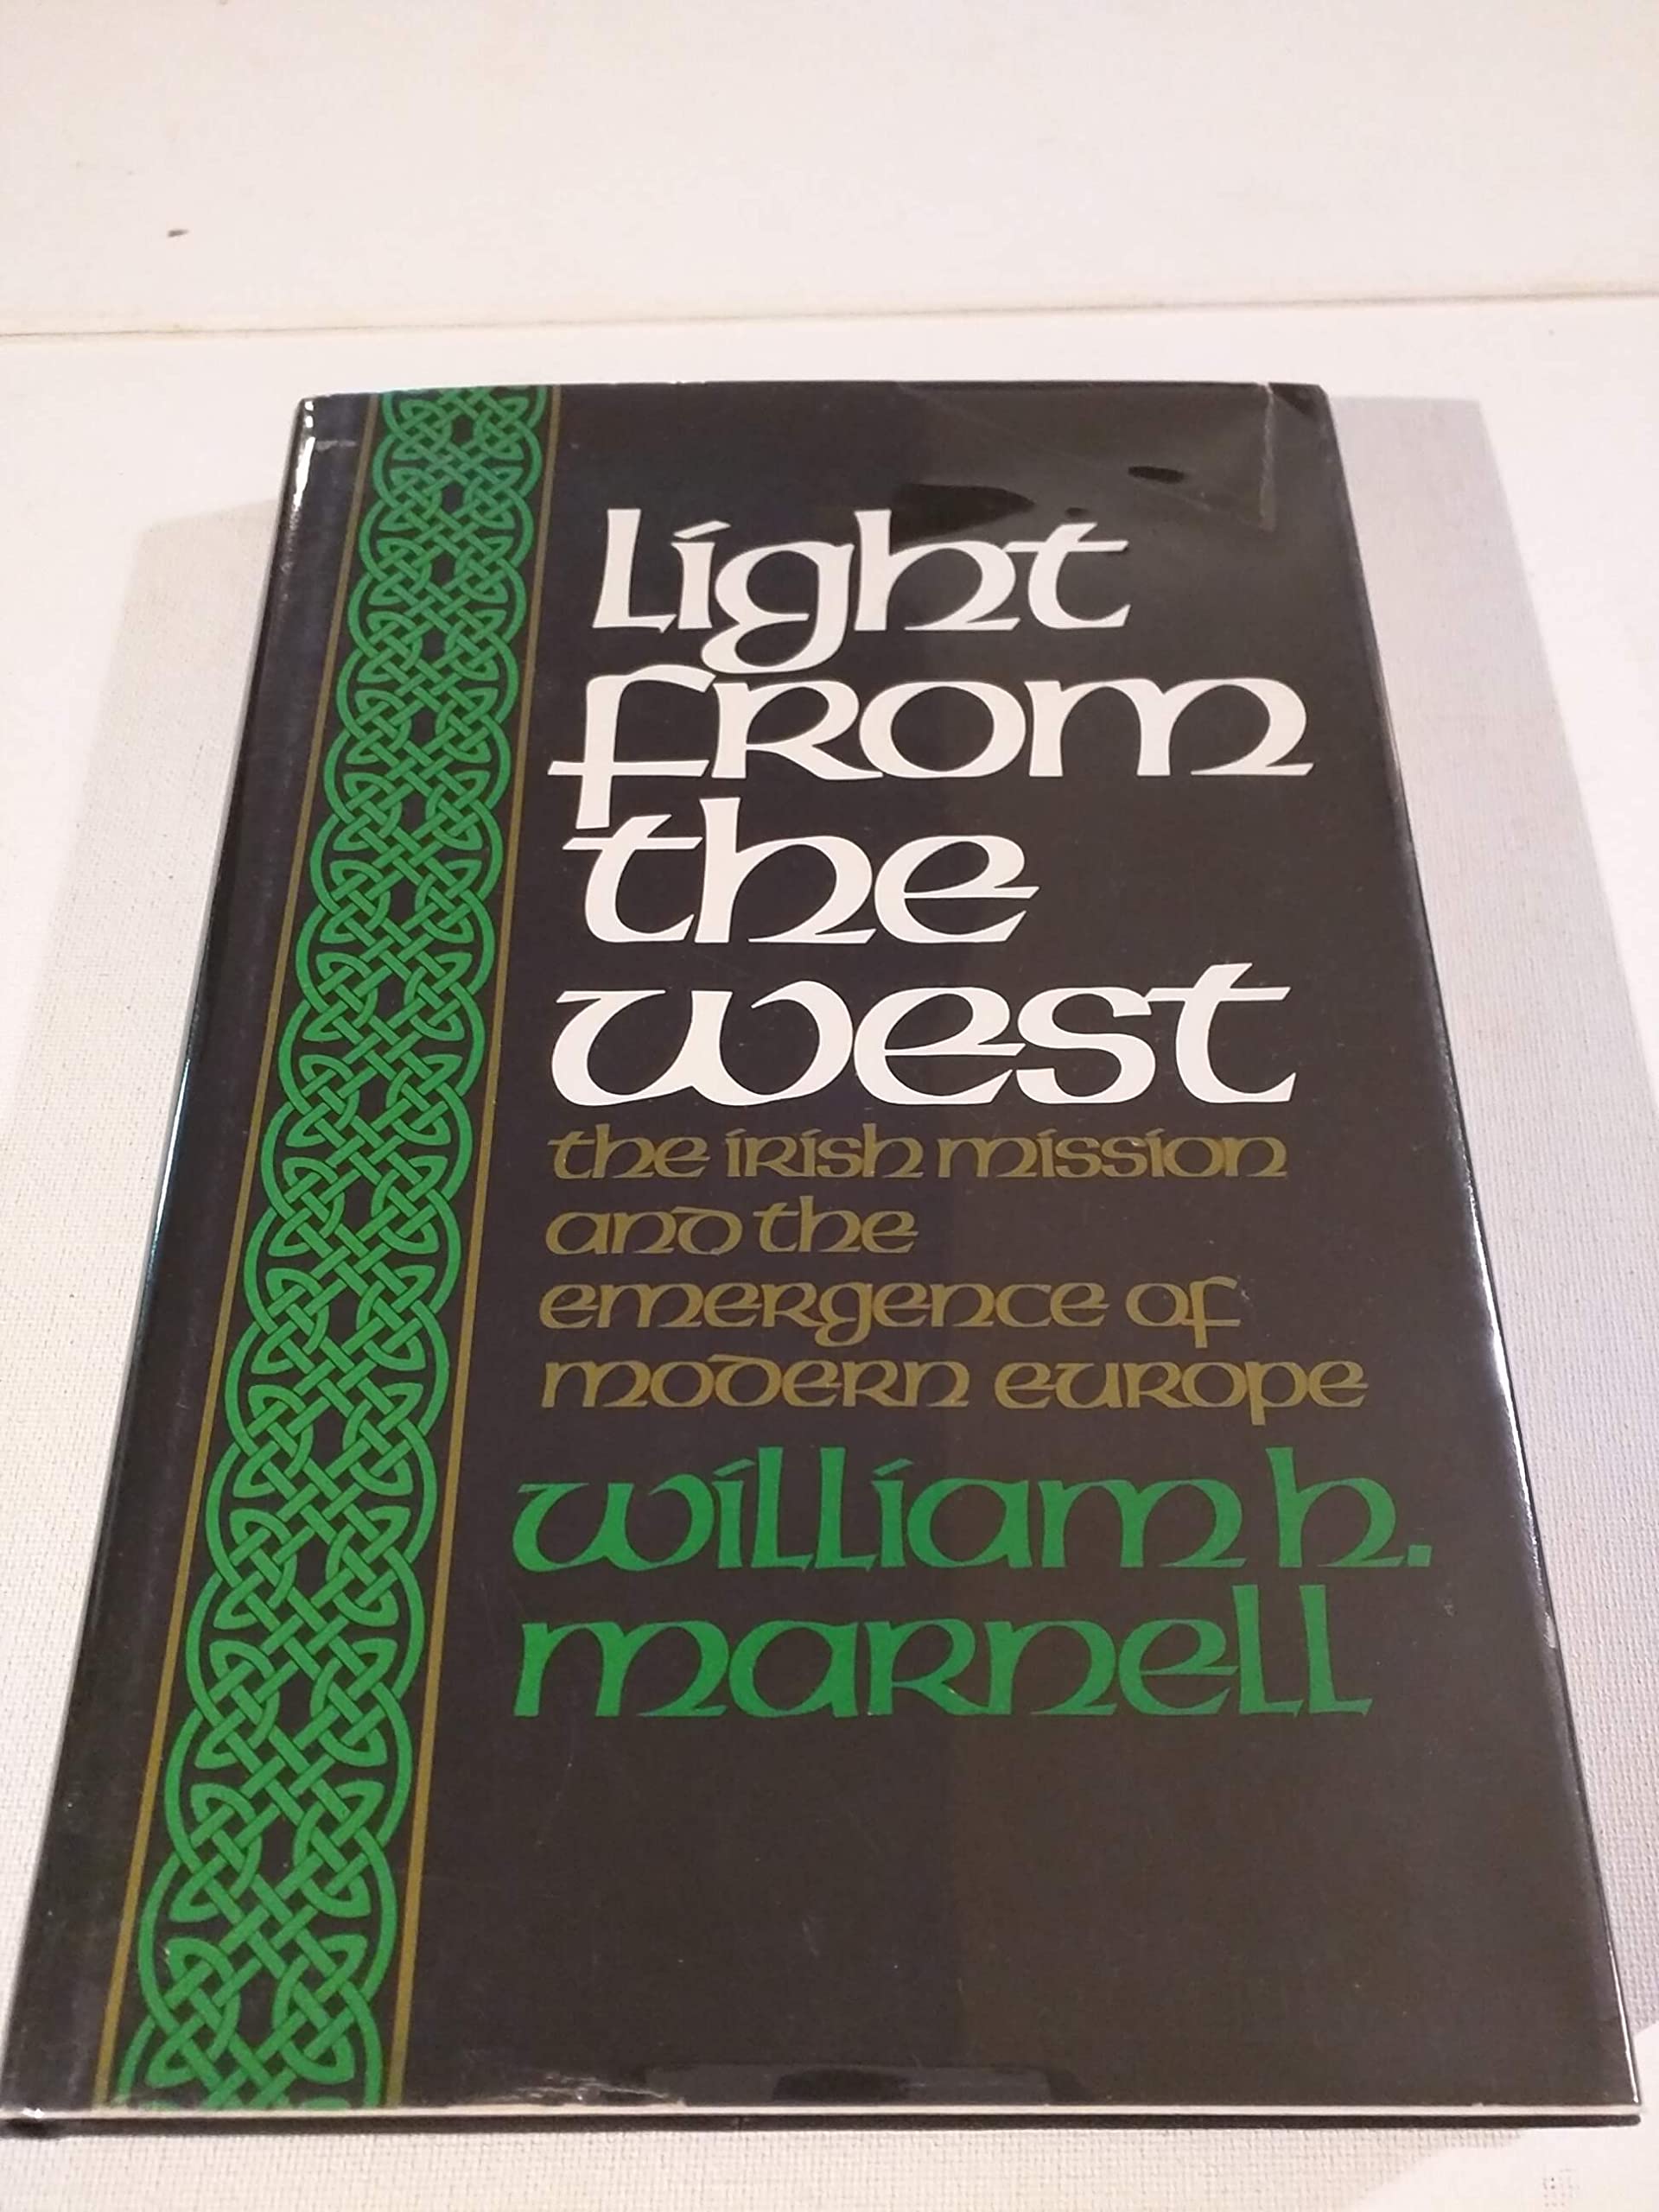 Light
from
the
west
the irish mission
and the
emergence of
modern europe
william h.
marnell